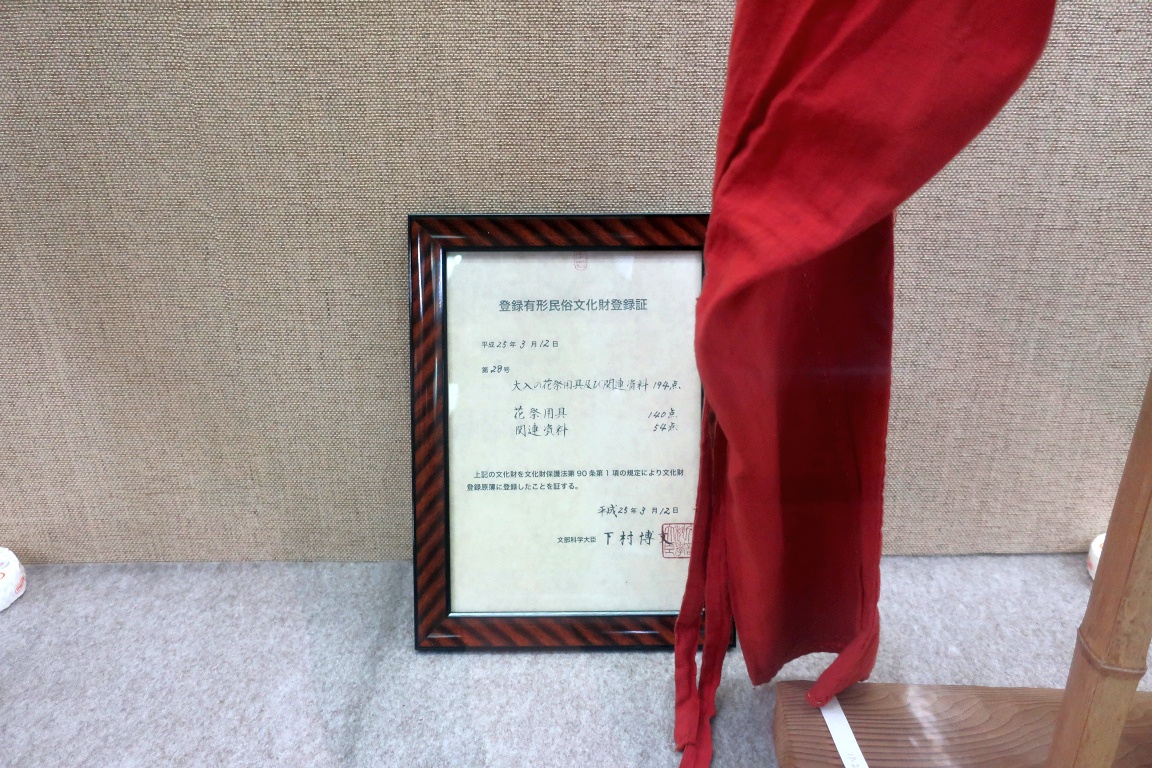 登録有形民俗文化財登録証
平成25年3月12日
第28号
大入の花祭用具及び関連資料 194点
花祭用具 140点
関連資料 54点
上記の文化財を文化財保護法第90条第1項の規定により文化財
登録原簿に登録したことを証する。
平成25年3月12日
文部科学大臣 下村博文